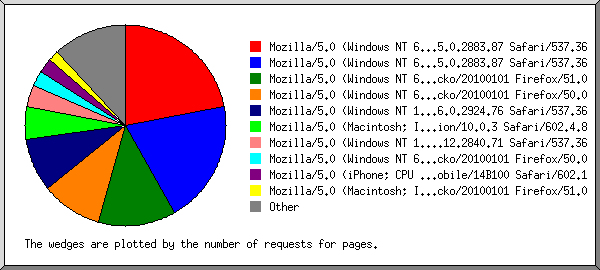 Mozilla/5.0 (Windows NT 6...5.0.2883.87 Safari/537.36
Mozilla/5.0 (Windows NT 6...5.0.2883.87 Safari/537.36
Mozilla/5.0 (Windows NT 6...cko/20100101 Firefox/51.0
Mozilla/5.0 (Windows NT 6...cko/20100101 Firefox/50.0
Mozilla/5.0 (Windows NT 1...6.0.2924.76 Safari/537.36
Mozilla/5.0 (Macintosh; I...ion/10.0.3 Safari/602.4.8
Mozilla/5.0 (Windows NT 1....12.2840.71 Safari/537.36
Mozilla/5.0 (Windows NT 6...cko/20100101 Firefox/50.0
Mozilla/5.0 (iPhone; CPU ...obile/14B100 Safari/602.1
Mozilla/5.0 (Macintosh; I...cko/20100101 Firefox/51.0
Other
The wedges are plotted by the number of requests for pages.